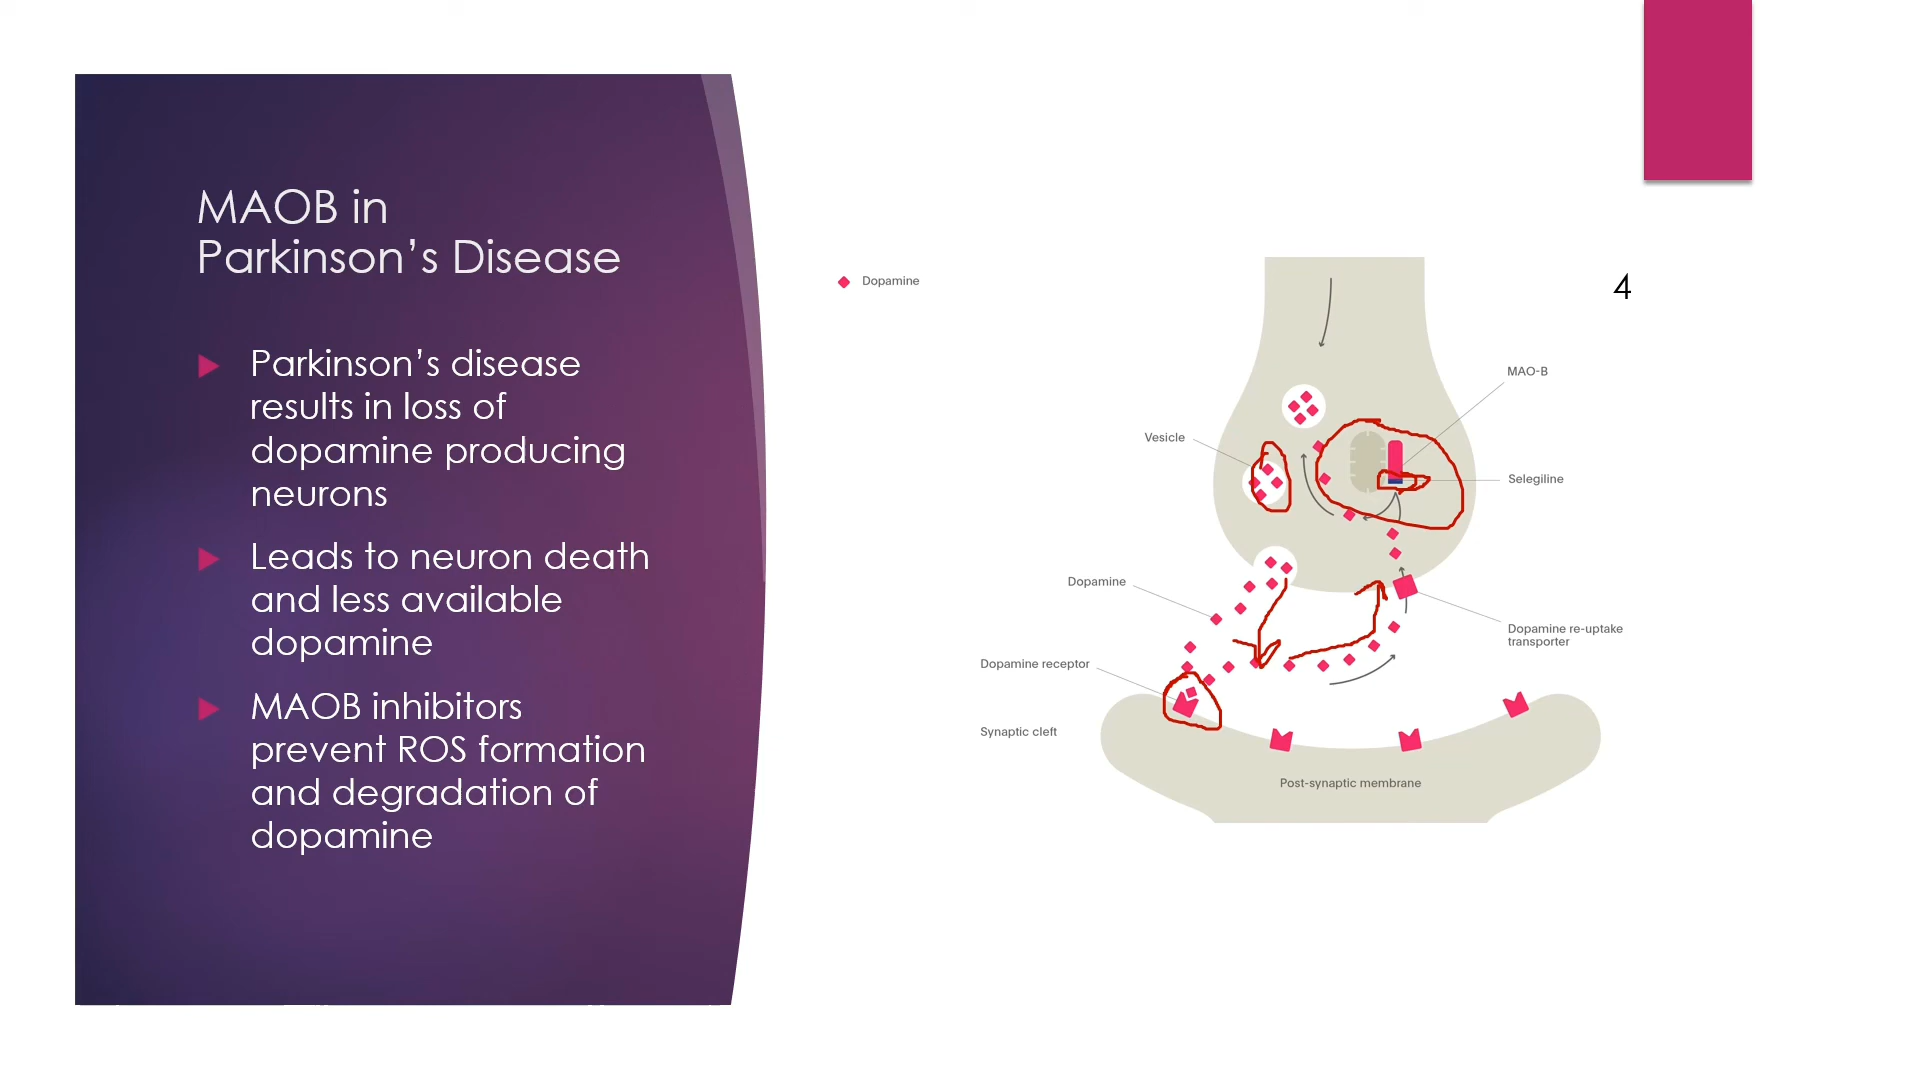 MAOB in
Parkinson’s Disease
Parkinson’s disease
results in loss of
dopamine producing
neurons
Leads to neuron death
and less available
dopamine
MAOB inhibitors
prevent ROS formation
and degradation of
dopamine
Dopamine
4
MAO-B
Vesicle
Selegiline
Dopamine
Dopamine re-uptake
transporter
Dopamine receptor
Synaptic cleft
Post-synaptic membrane